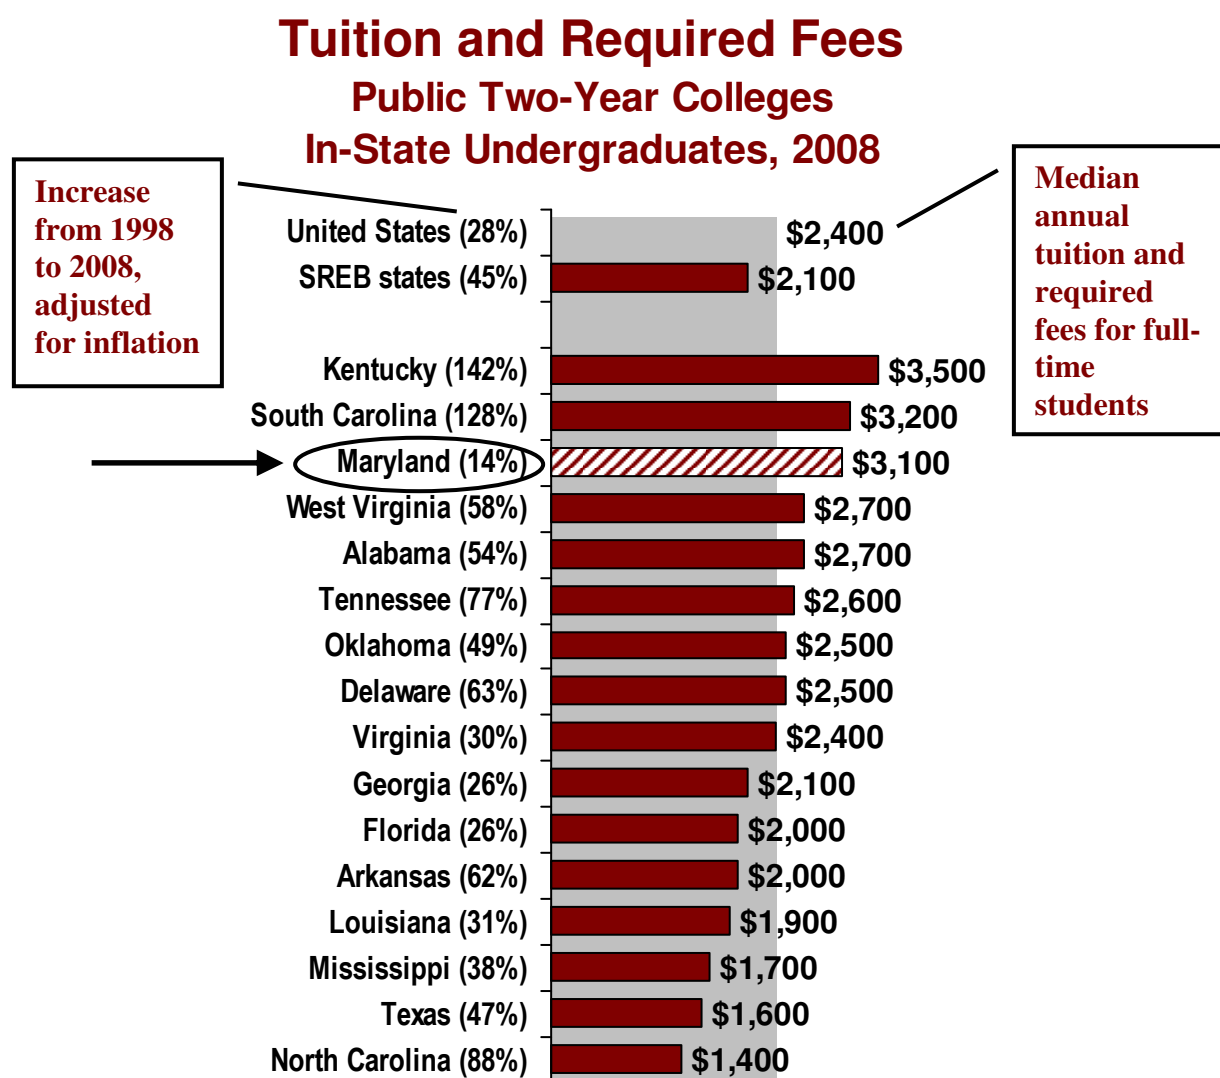 Tuition and Required Fees
Public Two-Year Colleges
In-State Undergraduates, 2008
Increase
from 1998
to 2008,
adjusted
for inflation
Median
annual
tuition and
required
fees for full-
time
students
United States (28%) $2,400
SREB states (45%) $2,100
Kentucky (142%) $3,500
South Carolina (128%) $3,200
Maryland (14%) $3,100
West Virginia (58%) $2,700
Alabama (54%) $2,700
Tennessee (77%) $2,600
Oklahoma (49%) $2,500
Delaware (63%) $2,500
Virginia (30%) $2,400
Georgia (26%) $2,100
Florida (26%) $2,000
Arkansas (62%) $2,000
Louisiana (31%) $1,900
Mississippi (38%) $1,700
Texas (47%) $1,600
North Carolina (88%) $1,400